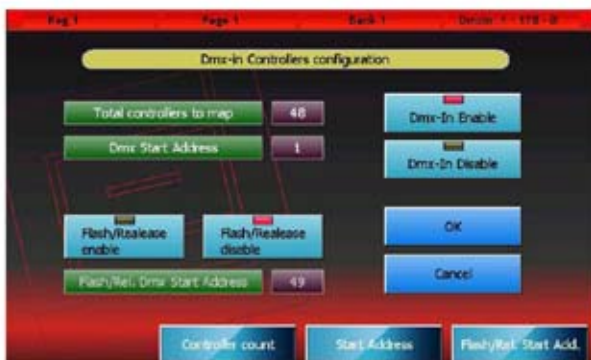 Page 1
Dmx-in Controllers configuration
Total controllers to map 48
Dmx-In Enable
Dmx Start Address 1
Dmx-In Disable
Flash/Realease enable
Flash/Realease disable
OK
Flash/Rel. Dmx Start Address 49
Cancel
Controller count
Start Address
Flash/Rel. Start Add.